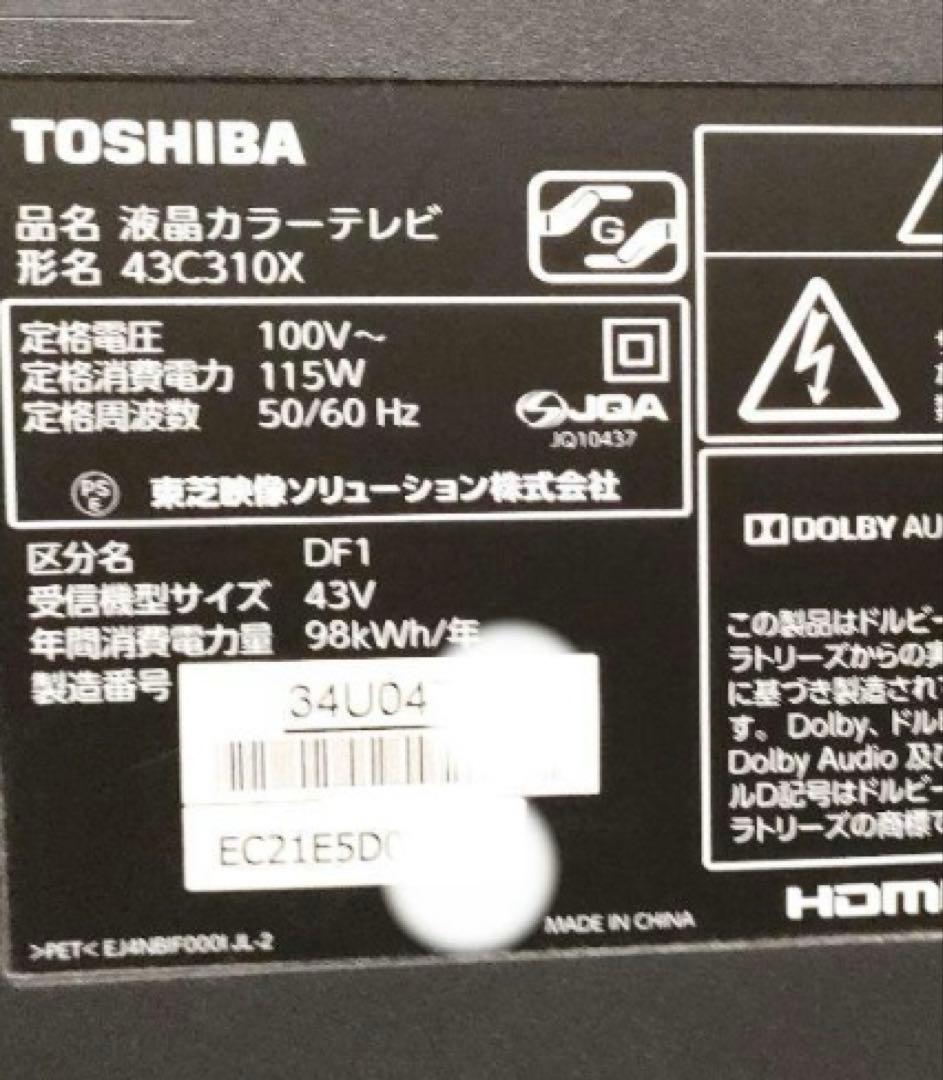 TOSHIBA
品名 液晶カラーテレビ
形名 43C310X
G
定格電圧 100V～
定格消費電力 115W
定格周波数 50/60 Hz
JQA
JQ10437
PS
E
東芝映像ソリューション株式会社
区分名 DF1
受信機型サイズ 43V
年間消費電力量 98kWh/年
製造番号
34U04
EC21E5D0
>PET< EJ4NBIF0001 JL-2
MADE IN CHINA
DOLBY AU
この製品はドルビー
ラトリーズからの実
に基づき製造され
す。Dolby、ドル
Dolby Audio 及び
ルD記号はドルビー
ラトリーズの商標で
HDMI